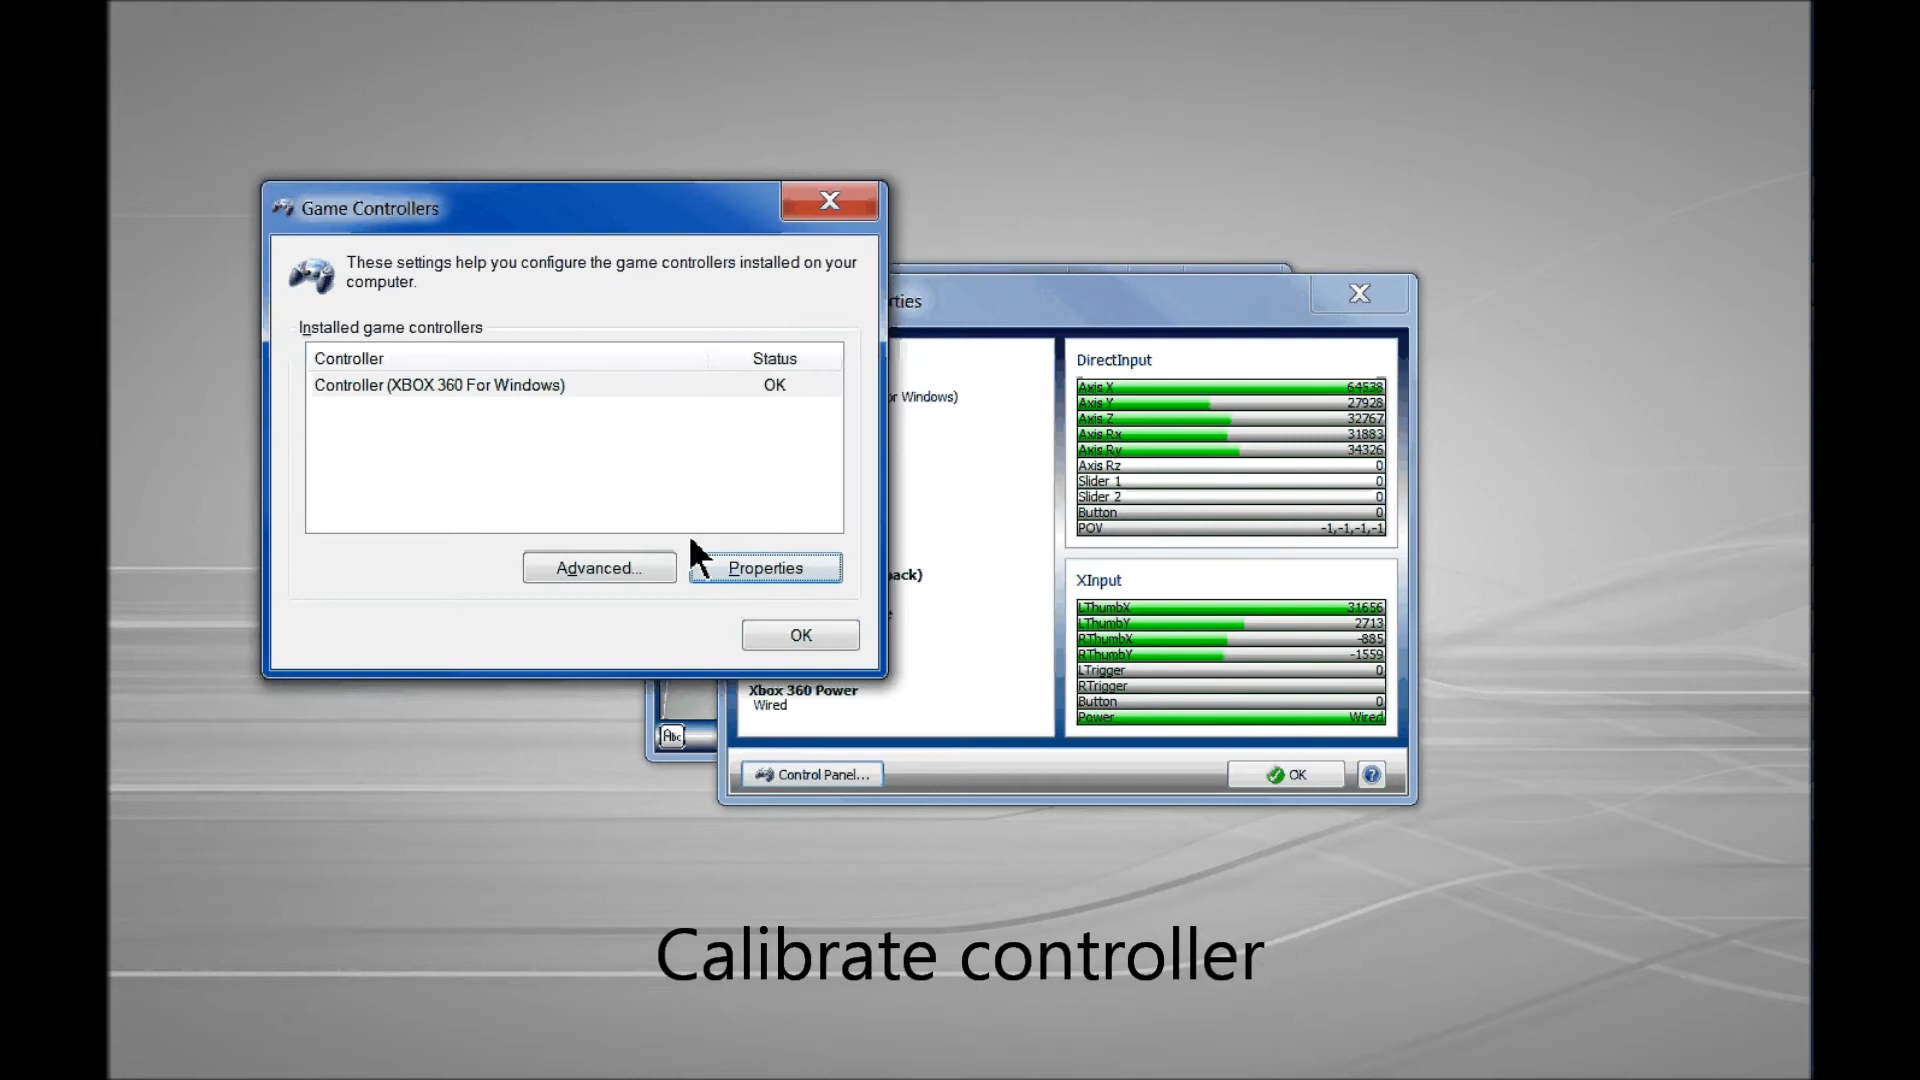 Game Controllers
These settings help you configure the game controllers installed on your
computer.
Installed game controllers
Controller Status
Controller (XBOX 360 For Windows) OK
Advanced... Properties
OK
rties
or Windows)
back)
Xbox 360 Power
Wired
Abc
DirectInput
Axis X 64538
Axis Y 27928
Axis Z 32767
Axis Rx 31883
Axis Ry 34326
Axis Rz 0
Slider 1 0
Slider 2 0
Button 0
POV -1,-1,-1,-1
XInput
LThumbX 31656
LThumbY 2713
RThumbX -885
RThumbY -1559
LTrigger 0
RTrigger
Button 0
Power Wired
Control Panel... OK
Calibrate controller